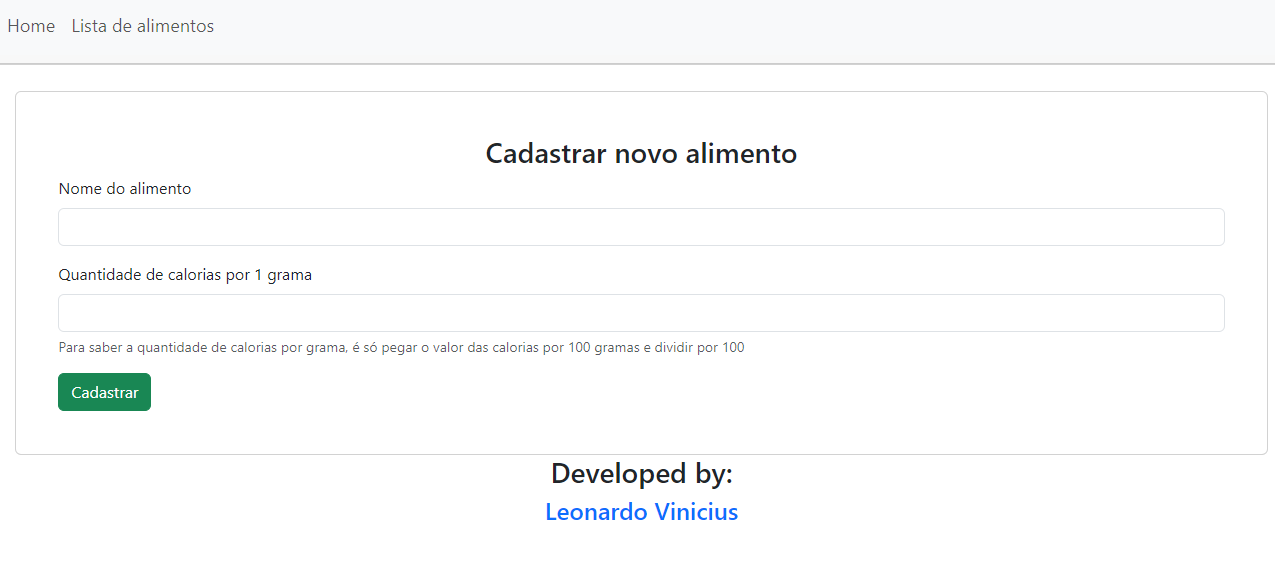 Home Lista de alimentos
Cadastrar novo alimento
Nome do alimento
Quantidade de calorias por 1 grama
Para saber a quantidade de calorias por grama, é só pegar o valor das calorias por 100 gramas e dividir por 100
Cadastrar
Developed by:
Leonardo Vinicius